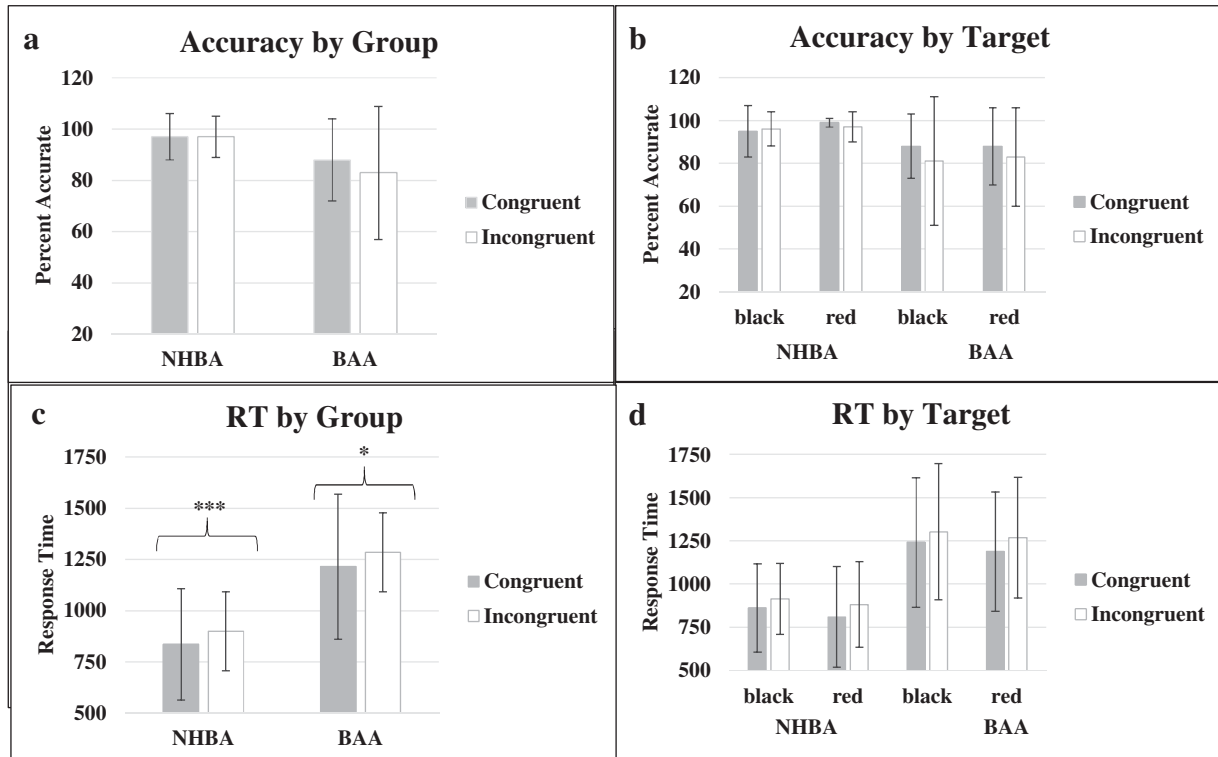 a
Accuracy by Group
120
100
80
60
40
20
Percent Accurate
NHBA BAA
Congruent
Incongruent
b
Accuracy by Target
120
100
80
60
40
20
Percent Accurate
black red black red
NHBA BAA
Congruent
Incongruent
c
RT by Group
1750
1500
1250
1000
750
500
Response Time
***
*
NHBA BAA
Congruent
Incongruent
d
RT by Target
1750
1500
1250
1000
750
500
Response Time
black red black red
NHBA BAA
Congruent
Incongruent